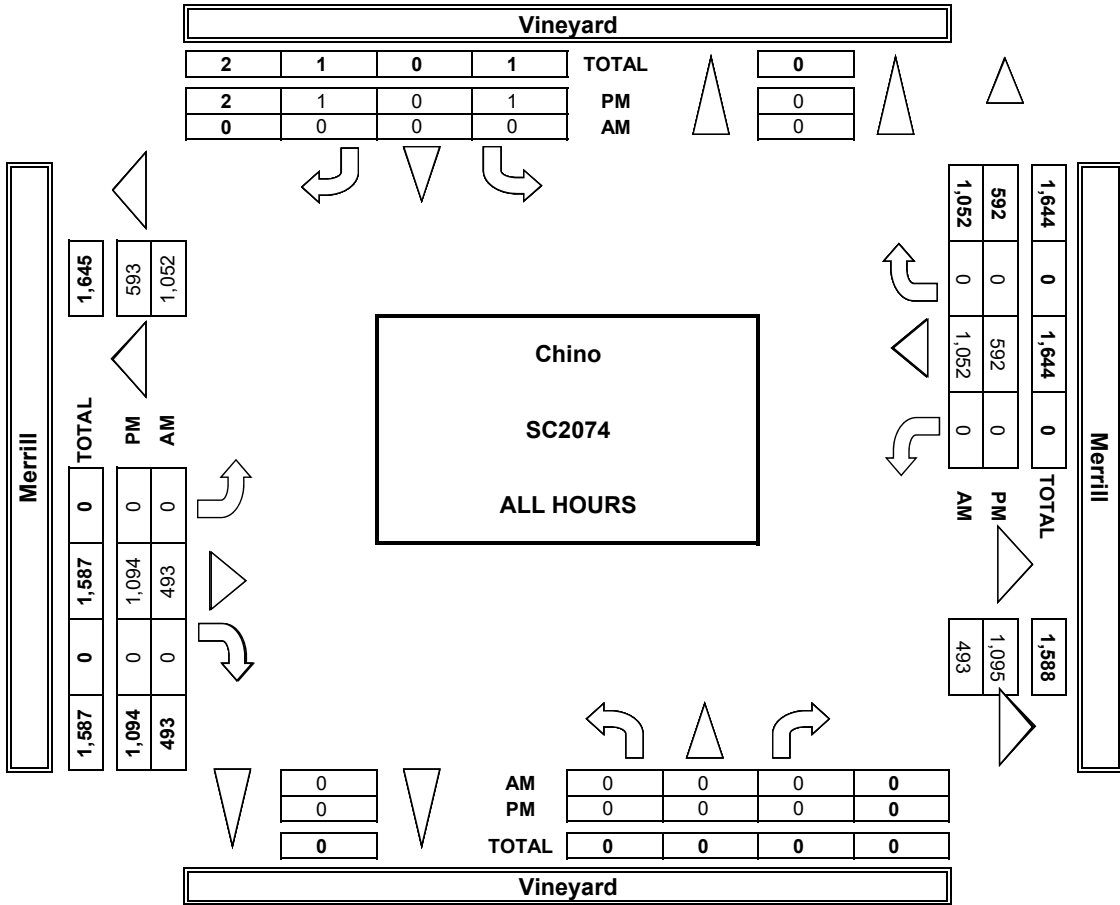 Vineyard
2 1 0 1 TOTAL 0
2 1 0 1 PM 0
0 0 0 0 AM 0
Merrill
1,645
593
1,052
TOTAL 0 1,587 0 1,587
PM 0 1,094 0 1,094
AM 0 493 0 493
Chino
SC2074
ALL HOURS
1,644 0 1,644 0 TOTAL
592 0 592 0 PM
1,052 0 1,052 0 AM
1,588
1,095
493
Merrill
0 AM 0 0 0 0
0 PM 0 0 0 0
0 TOTAL 0 0 0 0
Vineyard